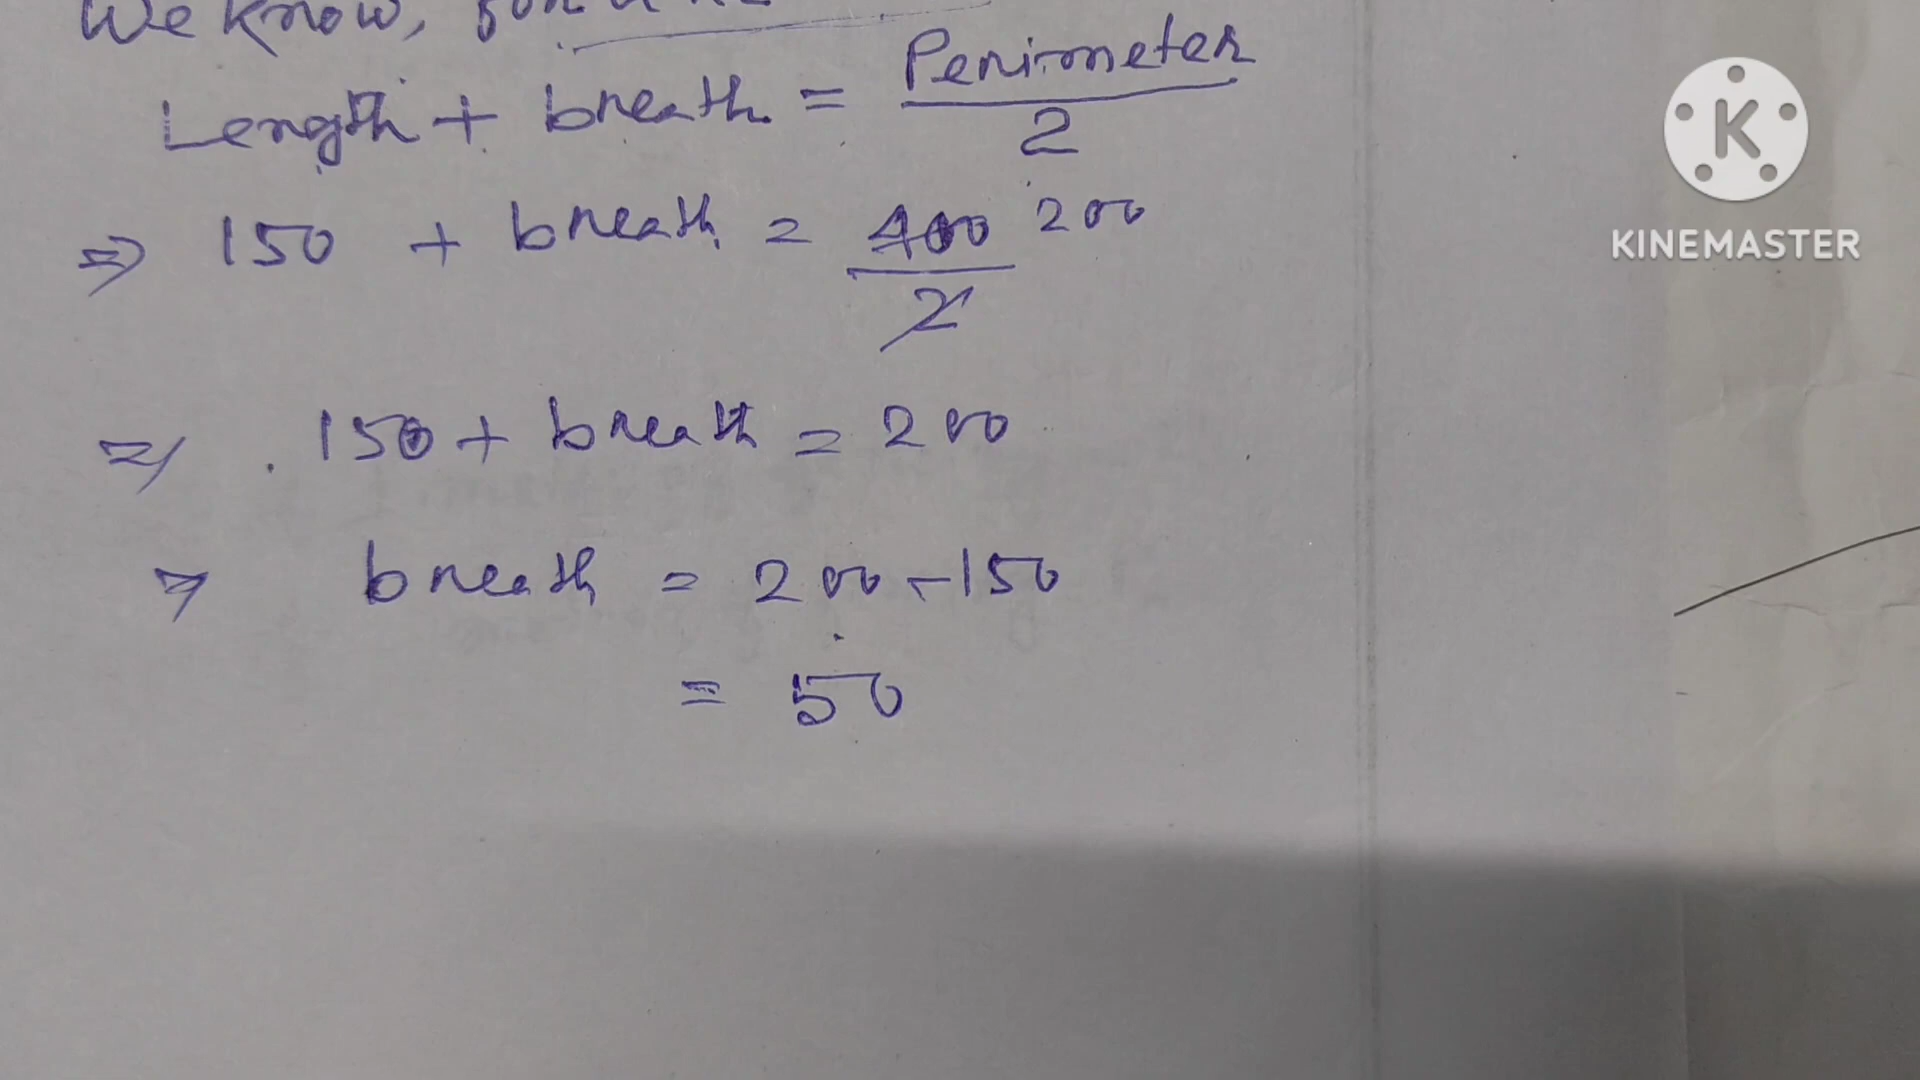 We know,
Length + breath = Perimeter / 2
⇒ 150 + breath = 400 / 2 200
⇒ 150 + breath = 200
⇒ breath = 200 - 150
= 50
K
KINEMASTER